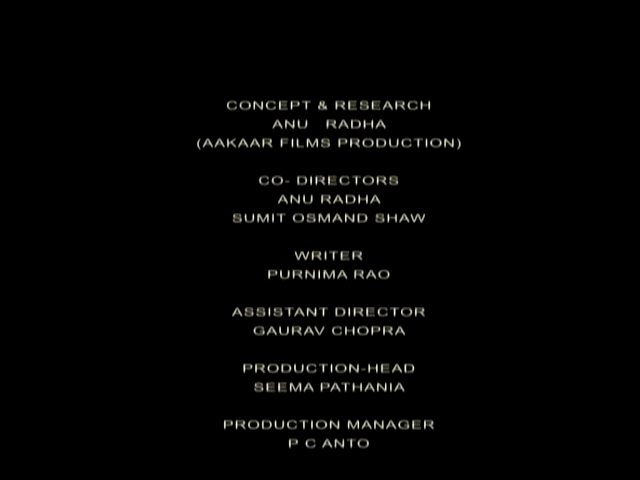 CONCEPT & RESEARCH
ANU RADHA
(AAKAAR FILMS PRODUCTION)
CO- DIRECTORS
ANU RADHA
SUMIT OSMAND SHAW
WRITER
PURNIMA RAO
ASSISTANT DIRECTOR
GAURAV CHOPRA
PRODUCTION-HEAD
SEEMA PATHANIA
PRODUCTION MANAGER
P C ANTO